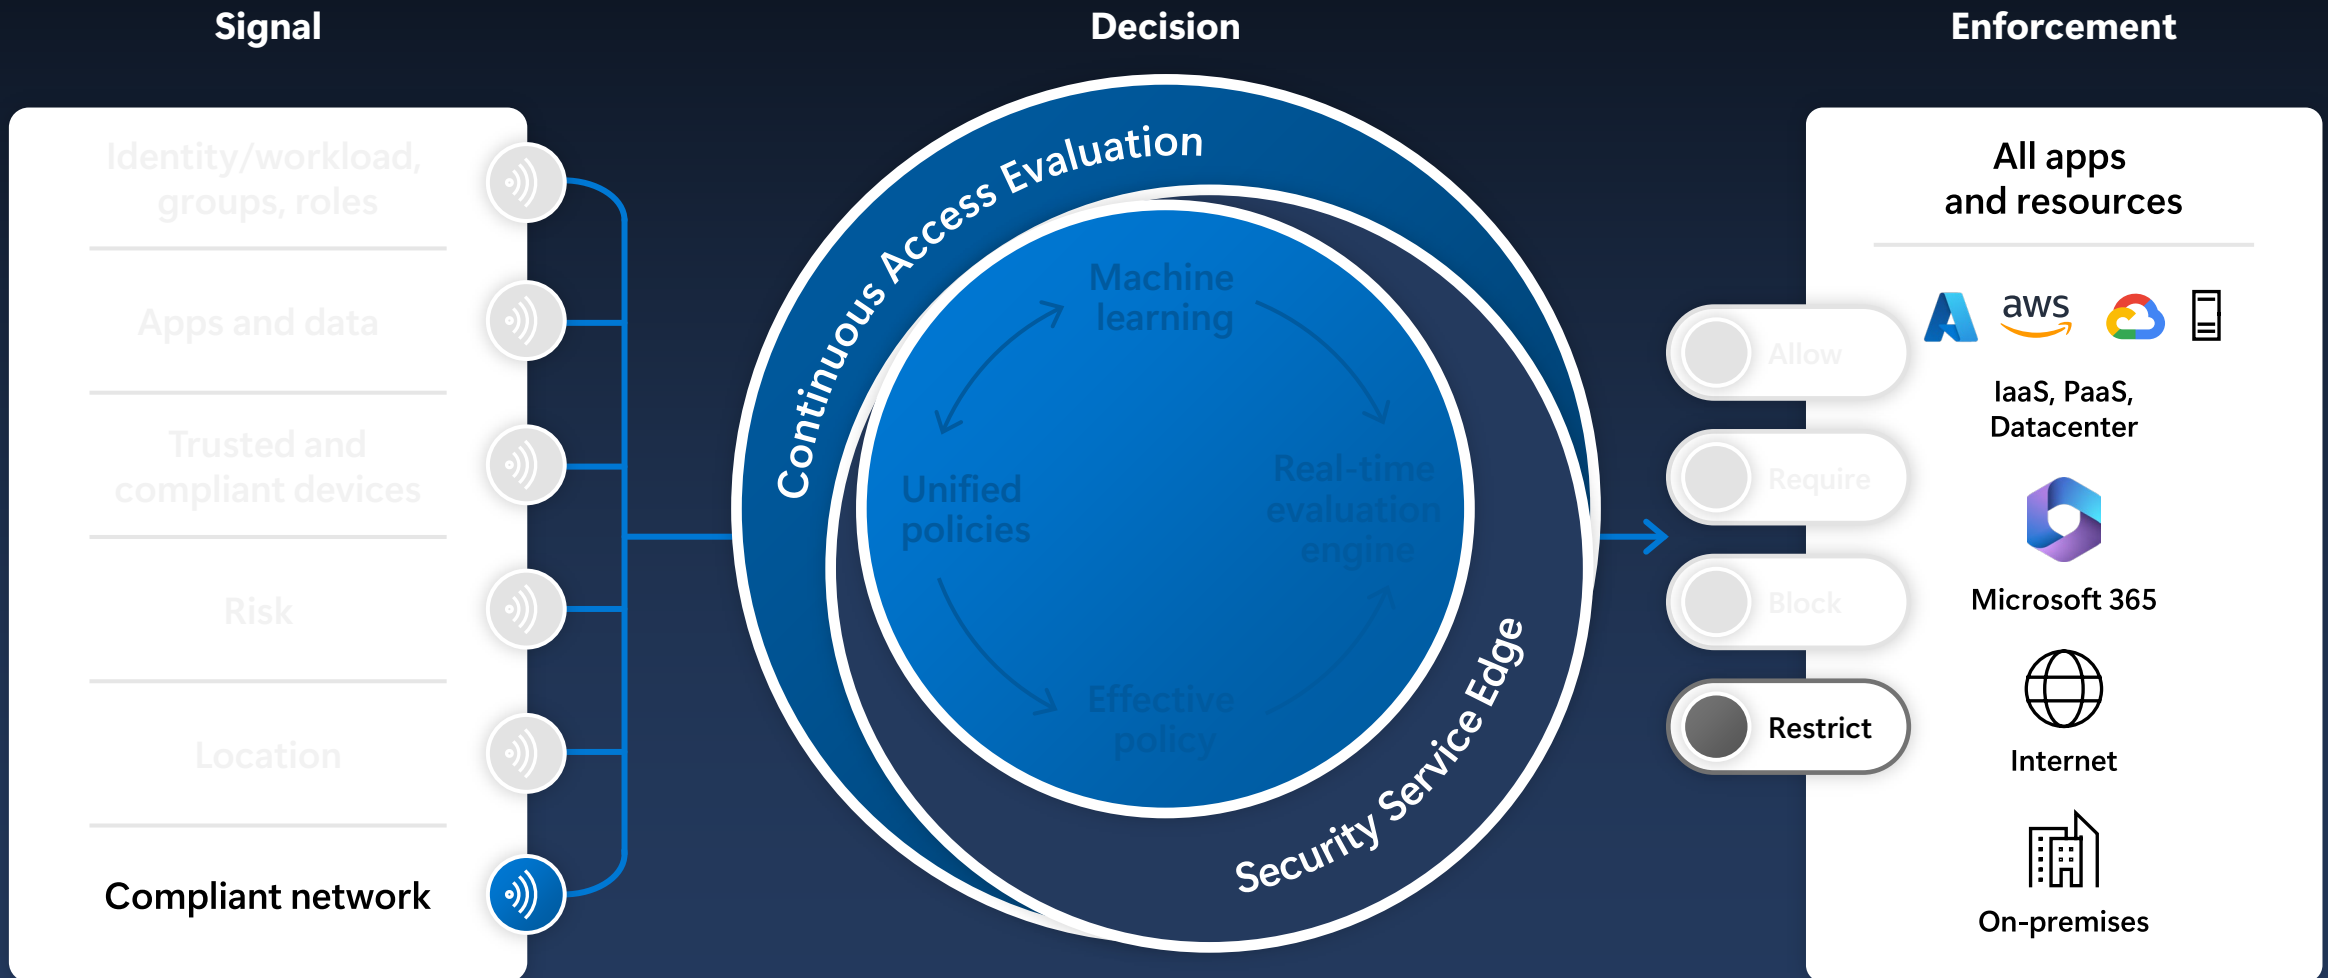 Signal
Decision
Enforcement
Identity/workload,
groups, roles
Apps and data
Trusted and
compliant devices
Risk
Location
Compliant network
Continuous Access Evaluation
Machine
learning
Unified
policies
Real-time
evaluation
engine
Effective
policy
Security Service Edge
Allow
Require
Block
Restrict
All apps
and resources
aws
IaaS, PaaS,
Datacenter
Microsoft 365
Internet
On-premises